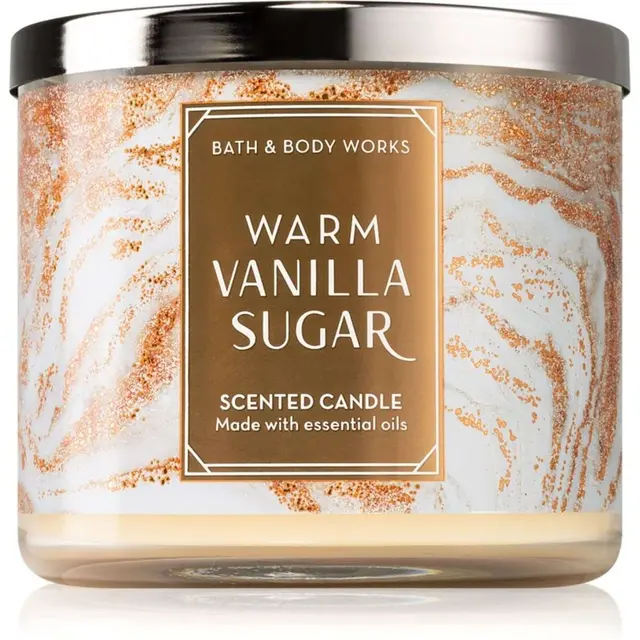 BATH & BODY WORKS
WARM
VANILLA
SUGAR
SCENTED CANDLE
Made with essential oils